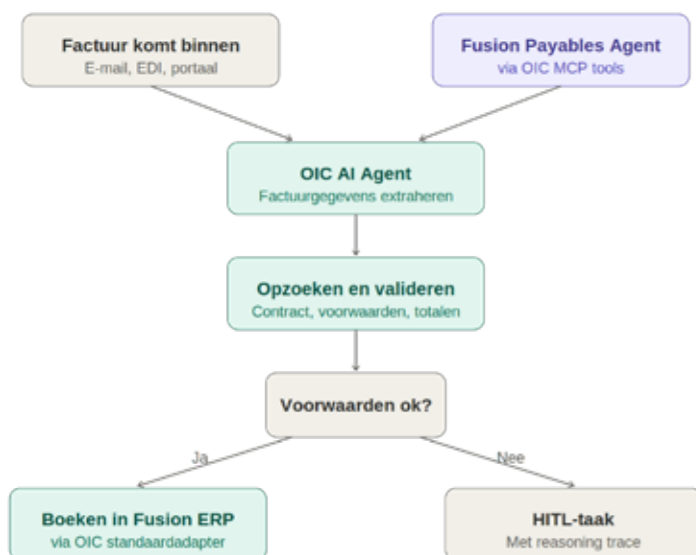 Factuur komt binnen
E-mail, EDI, portaal
Fusion Payables Agent
via OIC MCP tools
OIC AI Agent
Factuurgegevens extraheren
Opzoeken en valideren
Contract, voorwaarden, totalen
Voorwaarden ok?
Ja
Nee
Boeken in Fusion ERP
via OIC standaardadapter
HITL-taak
Met reasoning trace